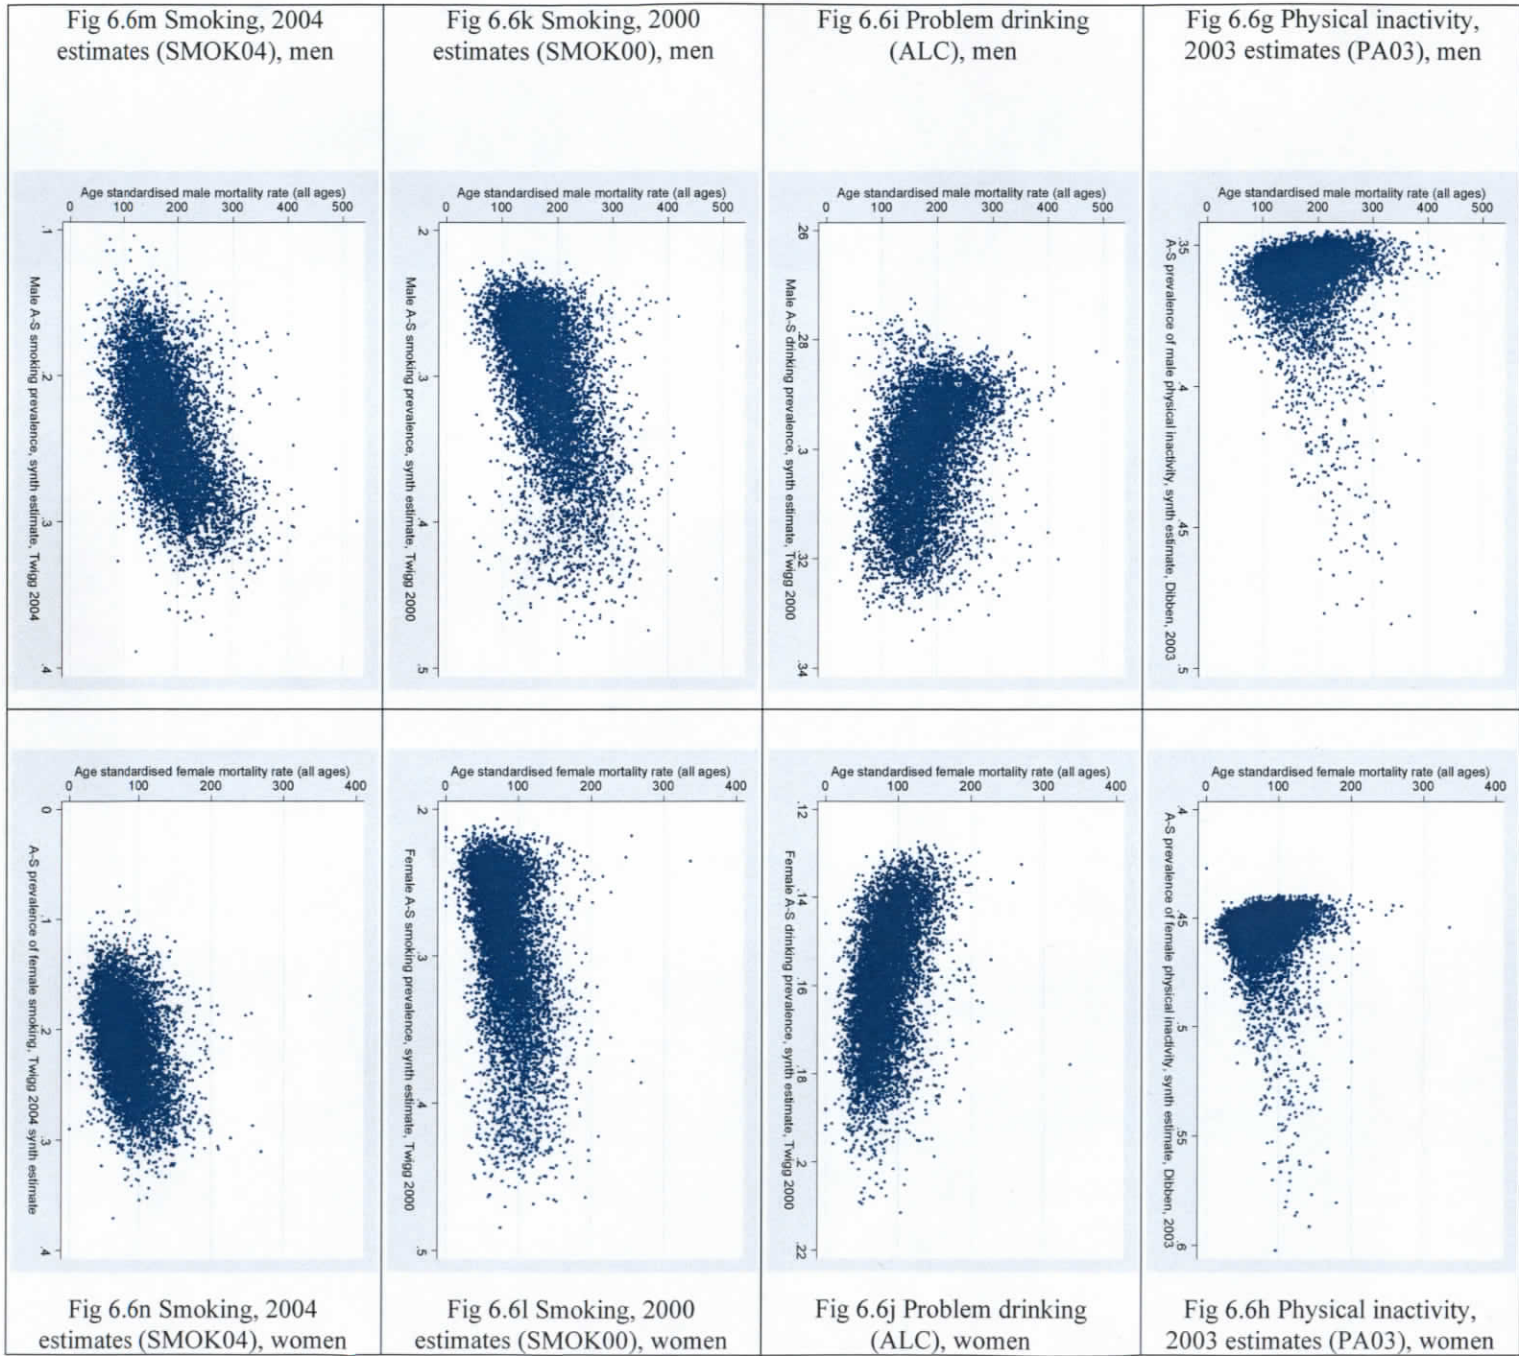 Fig 6.6m Smoking, 2004
estimates (SMOK04), men
Age standardised male mortality rate (all ages)
0 100 200 300 400 500
.1 .2 .3 .4
Male A-S smoking prevalence, synth estimate, Twigg 2004
Fig 6.6k Smoking, 2000
estimates (SMOK00), men
Age standardised male mortality rate (all ages)
0 100 200 300 400 500
.2 .3 .4 .5
Male A-S smoking prevalence, synth estimate, Twigg 2000
Fig 6.6i Problem drinking
(ALC), men
Age standardised male mortality rate (all ages)
0 100 200 300 400 500
.26 .28 .3 .32 .34
Male A-S drinking prevalence, synth estimate, Twigg 2000
Fig 6.6g Physical inactivity,
2003 estimates (PA03), men
Age standardised male mortality rate (all ages)
0 100 200 300 400 500
.35 .4 .45 .5
A-S prevalence of male physical inactivity, synth estimate, Dibben, 2003
Age standardised female mortality rate (all ages)
0 100 200 300 400
0 .1 .2 .3 .4
A-S prevalence of female smoking, Twigg 2004 synth estimate
Fig 6.6n Smoking, 2004
estimates (SMOK04), women
Age standardised female mortality rate (all ages)
0 100 200 300 400
.2 .3 .4 .5
Female A-S smoking prevalence, synth estimate, Twigg 2000
Fig 6.6l Smoking, 2000
estimates (SMOK00), women
Age standardised female mortality rate (all ages)
0 100 200 300 400
.12 .14 .16 .18 .2 .22
Female A-S drinking prevalence, synth estimate, Twigg 2000
Fig 6.6j Problem drinking
(ALC), women
Age standardised female mortality rate (all ages)
0 100 200 300 400
.4 .45 .5 .55 .6
A-S prevalence of female physical inactivity, synth estimate, Dibben, 2003
Fig 6.6h Physical inactivity,
2003 estimates (PA03), women